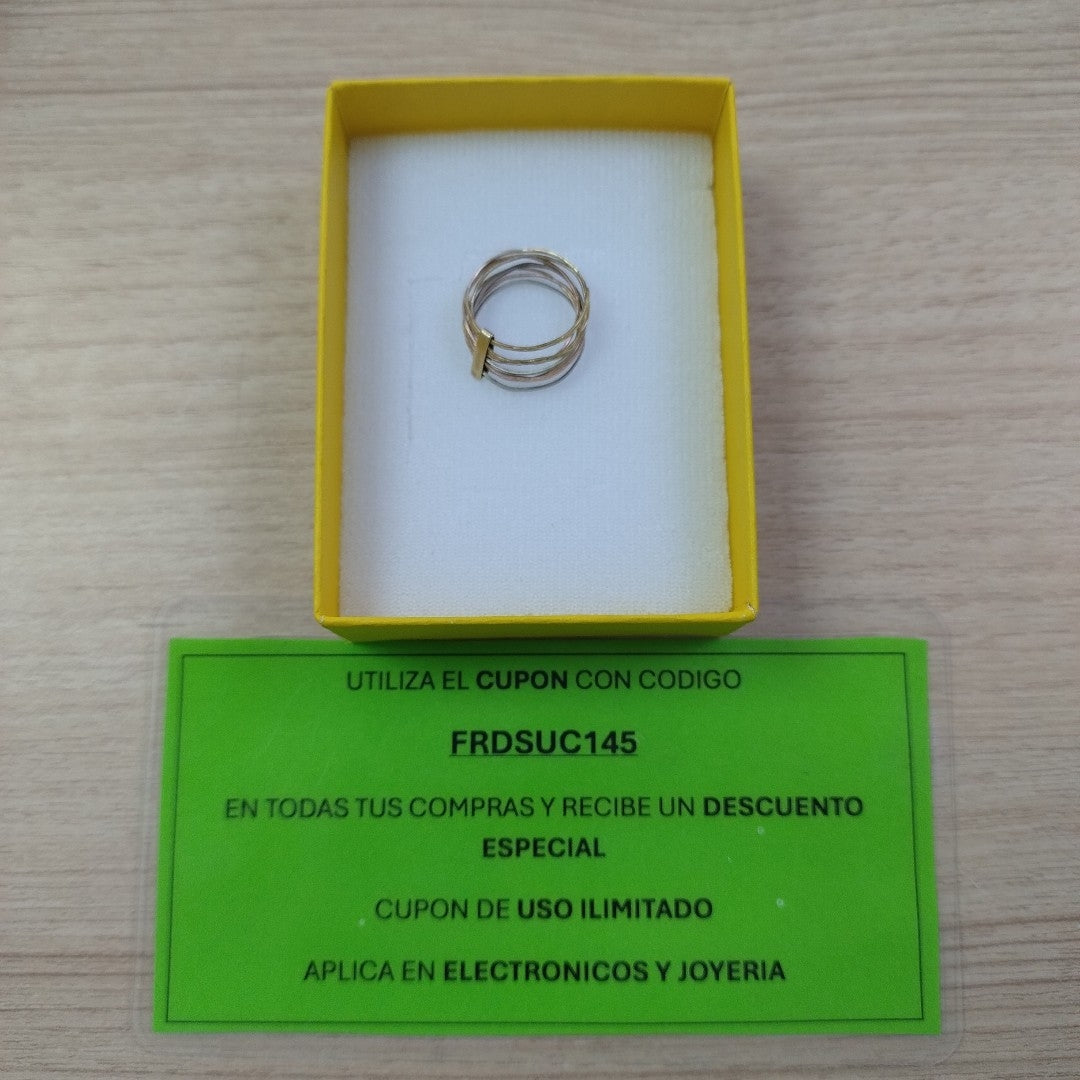 UTILIZA EL CUPON CON CODIGO
FRDSUC145
EN TODAS TUS COMPRAS Y RECIBE UN DESCUENTO
ESPECIAL
CUPON DE USO ILIMITADO
APLICA EN ELECTRONICOS Y JOYERIA